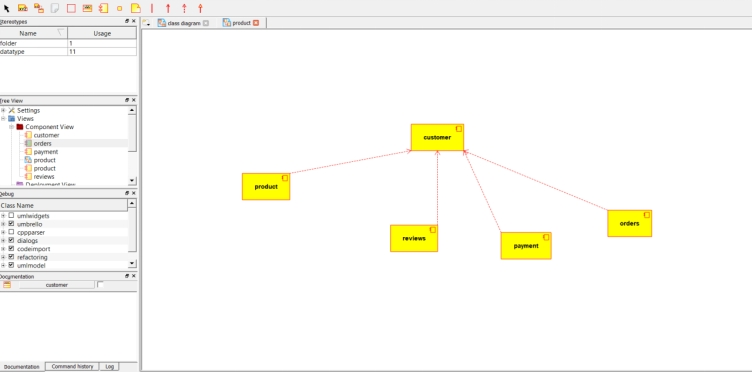 Stereotypes
class diagram
product
Name
Usage
folder
1
datatype
11
Tree View
Settings
Views
Component View
customer
orders
payment
product
product
reviews
Deployment View
Debug
Class Name
umlwidgets
umbrello
cppparser
dialogs
codeimport
refactoring
umlmodel
Documentation
customer
Documentation
Command history
Log
customer
product
reviews
payment
orders